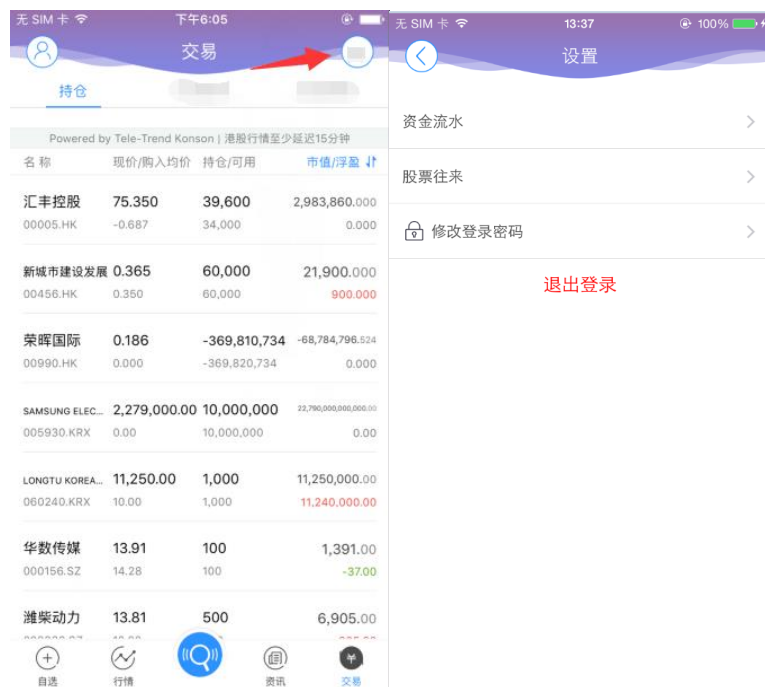 无 SIM 卡 下午6:05
交易
持仓
Powered by Tele-Trend Konson | 港股行情至少延迟15分钟
名称 现价/购入均价 持仓/可用 市值/浮盈
汇丰控股 75.350 39,600 2,983,860.000
00005.HK -0.687 34,000 0.000
新城市建设发展 0.365 60,000 21,900.000
00456.HK 0.350 60,000 900.000
荣晖国际 0.186 -369,810,734 -68,784,796.524
00990.HK 0.000 -369,820,734 0.000
SAMSUNG ELEC... 2,279,000.00 10,000,000 22,790,000,000,000.00
005930.KRX 0.00 10,000,000 0.00
LONGTU KOREA... 11,250.00 1,000 11,250,000.00
060240.KRX 10.00 1,000 11,240,000.00
华数传媒 13.91 100 1,391.00
000156.SZ 14.28 100 -37.00
潍柴动力 13.81 500 6,905.00
自选 行情 资讯 交易
无 SIM 卡 13:37 100%
设置
资金流水
股票往来
修改登录密码
退出登录